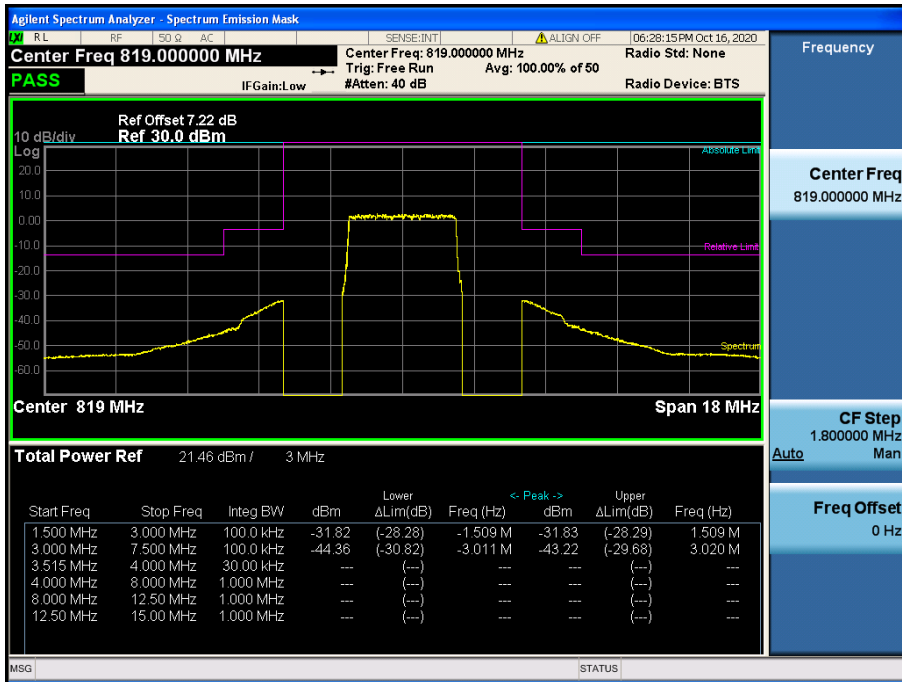 Agilent Spectrum Analyzer - Spectrum Emission Mask
LXI RL RF 50 Ω AC SENSE:INT ALIGN OFF 06:28:15PM Oct 16, 2020
Center Freq 819.000000 MHz
Center Freq: 819.000000 MHz
Radio Std: None
Trig: Free Run Avg: 100.00% of 50
PASS
IFGain:Low
#Atten: 40 dB
Radio Device: BTS
Frequency
Ref Offset 7.22 dB
10 dB/div Ref 30.0 dBm
Log
Absolute Limit
20.0
10.0
0.00
-10.0
Relative Limit
-20.0
-30.0
-40.0
-50.0
Spectrum
-60.0
Center 819 MHz
Span 18 MHz
Center Freq
819.000000 MHz
CF Step
1.800000 MHz
Auto Man
Freq Offset
0 Hz
Total Power Ref 21.46 dBm / 3 MHz
Lower <- Peak -> Upper
Start Freq Stop Freq Integ BW dBm ΔLim(dB) Freq (Hz) dBm ΔLim(dB) Freq (Hz)
1.500 MHz 3.000 MHz 100.0 kHz -31.82 (-28.28) -1.509 M -31.83 (-28.29) 1.509 M
3.000 MHz 7.500 MHz 100.0 kHz -44.36 (-30.82) -3.011 M -43.22 (-29.68) 3.020 M
3.515 MHz 4.000 MHz 30.00 kHz --- (---) --- --- (---) ---
4.000 MHz 8.000 MHz 1.000 MHz --- (---) --- --- (---) ---
8.000 MHz 12.50 MHz 1.000 MHz --- (---) --- --- (---) ---
12.50 MHz 15.00 MHz 1.000 MHz --- (---) --- --- (---) ---
MSG STATUS